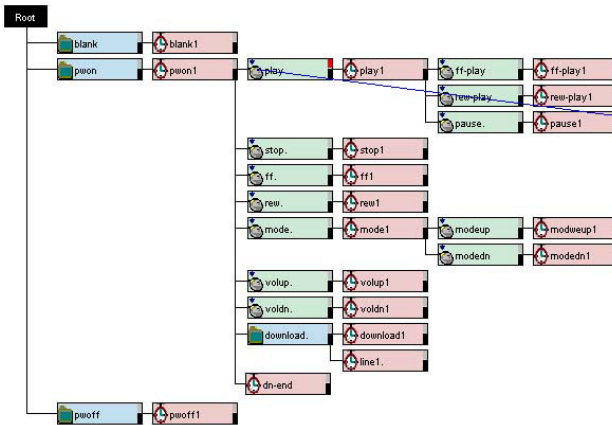 Root
blank blank1
pwon pwon1 play play1 ff-play ff-play1
rew-play rew-play1
pause. pause1
stop. stop1
ff. ff1
rew. rew1
mode. mode1 modeup modweup1
modedn modedn1
volup. volup1
voldn. voldn1
download. download1
line1.
dn-end
pwoff pwoff1